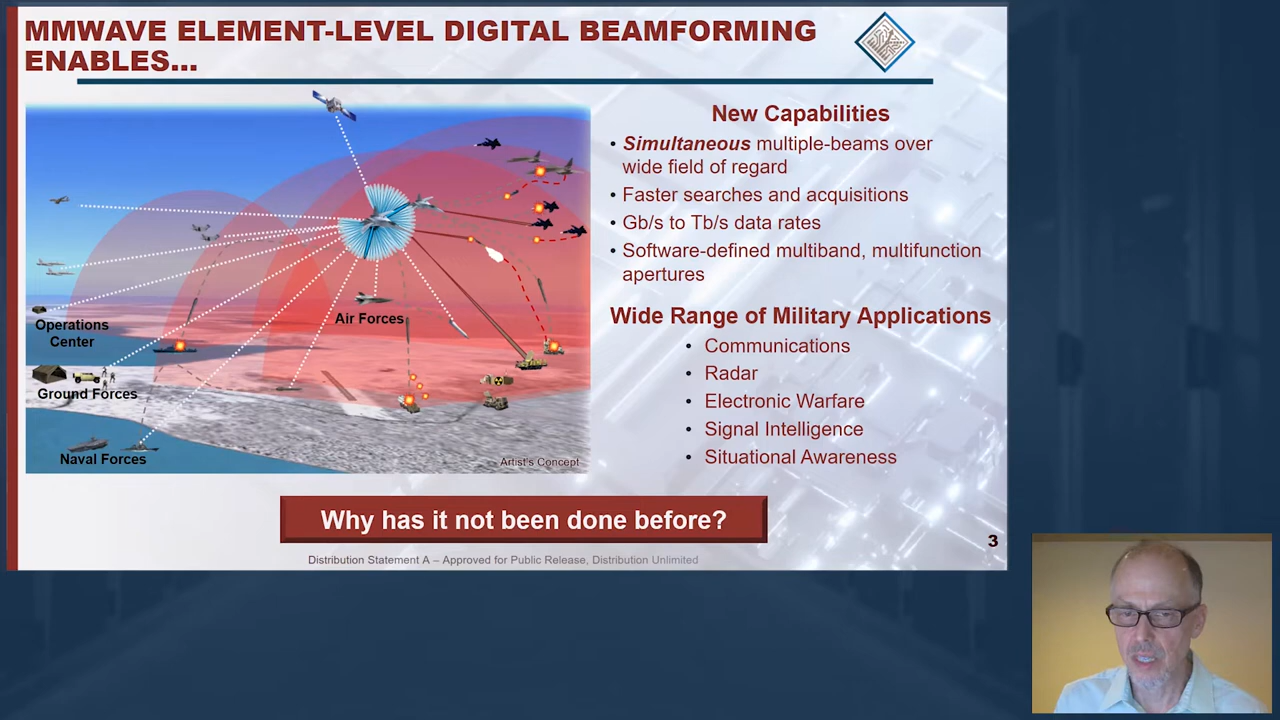 MMWAVE ELEMENT-LEVEL DIGITAL BEAMFORMING
ENABLES...
New Capabilities
• Simultaneous multiple-beams over
wide field of regard
• Faster searches and acquisitions
• Gb/s to Tb/s data rates
• Software-defined multiband, multifunction
apertures
Wide Range of Military Applications
• Communications
• Radar
• Electronic Warfare
• Signal Intelligence
• Situational Awareness
Air Forces
Operations
Center
Ground Forces
Naval Forces
Artist's Concept
Why has it not been done before?
3
Distribution Statement A – Approved for Public Release, Distribution Unlimited